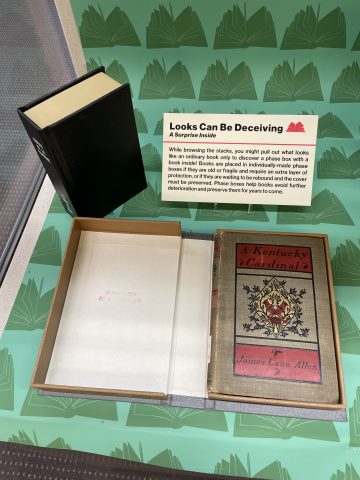 Looks Can Be Deceiving
A Surprise Inside
While browsing the stacks, you might pull out what looks
like an ordinary book only to discover a phase box with a
book inside! Books are placed in individually-made phase
boxes if they are old or fragile and require an extra layer of
protection, or if they are waiting to be rebound and the cover
must be preserved. Phase boxes help books avoid further
deterioration and preserve them for years to come.
A Kentucky
Cardinal
James Lane Allen